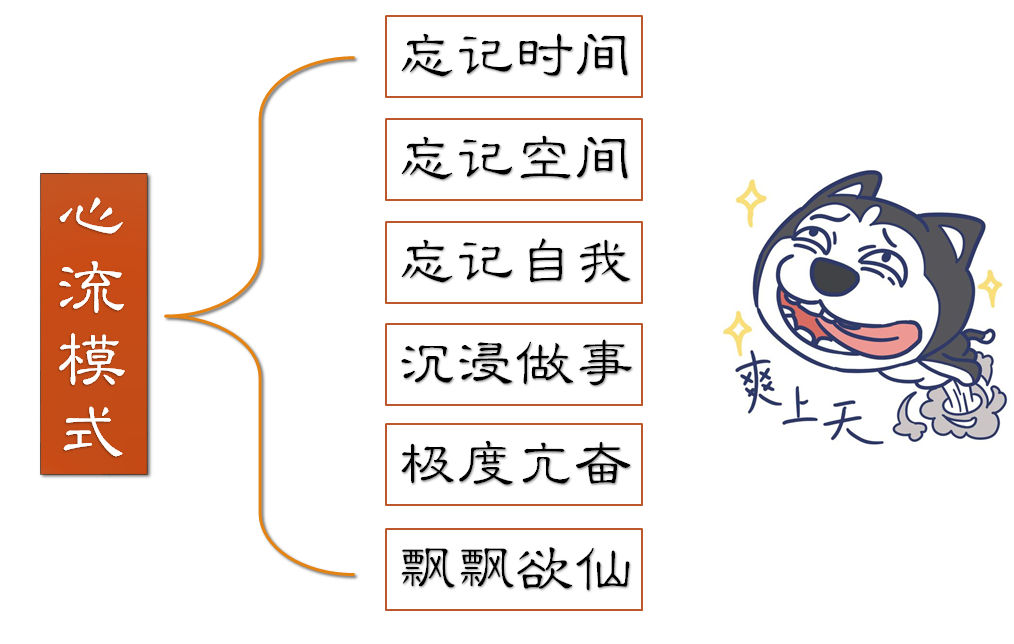 心流模式
忘记时间
忘记空间
忘记自我
沉浸做事
极度亢奋
飘飘欲仙
爽上天